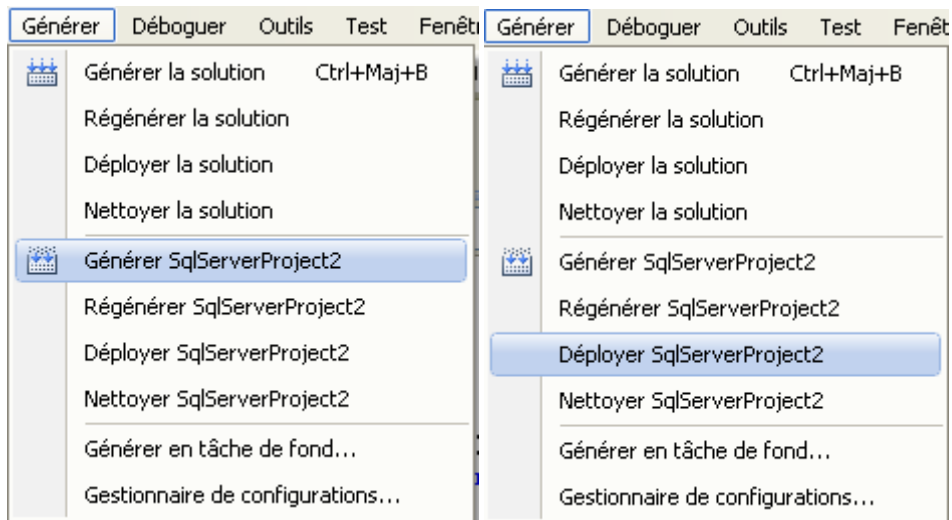 Générer Déboguer Outils Test Fenêt
Générer la solution Ctrl+Maj+B
Régénérer la solution
Déployer la solution
Nettoyer la solution
Générer SqlServerProject2
Régénérer SqlServerProject2
Déployer SqlServerProject2
Nettoyer SqlServerProject2
Générer en tâche de fond...
Gestionnaire de configurations...
Générer Déboguer Outils Test Fenêt
Générer la solution Ctrl+Maj+B
Régénérer la solution
Déployer la solution
Nettoyer la solution
Générer SqlServerProject2
Régénérer SqlServerProject2
Déployer SqlServerProject2
Nettoyer SqlServerProject2
Générer en tâche de fond...
Gestionnaire de configurations...